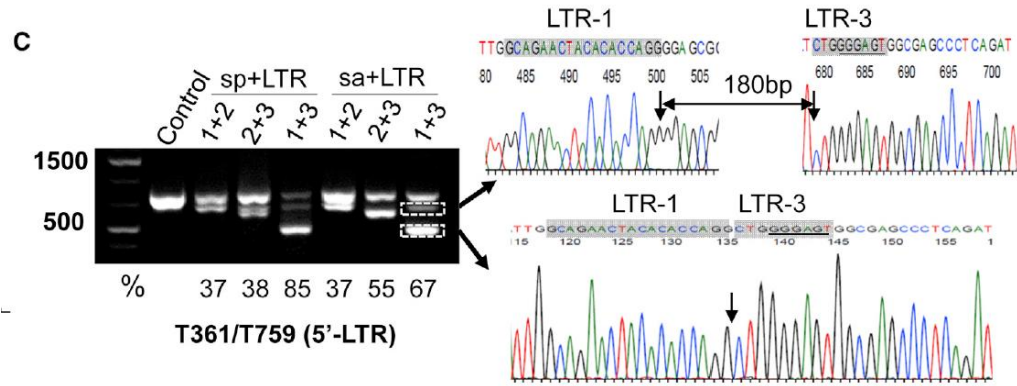 C
sp+LTR sa+LTR
Control 1+2 2+3 1+3 1+2 2+3 1+3
1500
500
% 37 38 85 37 55 67
T361/T759 (5'-LTR)
LTR-1
TTGGCAGAACTACACACCAGGGAGCGC
80 485 490 495 500 505
180bp
LTR-3
TCTGGGGAGTGGCGAGCCCTCAGAT
680 685 690 695 700
LTR-1 LTR-3
TTGGCAGAACTACACACCAGGCTGGGGAGTGGCGAGCCCTCAGAT
15 120 125 130 135 140 145 150 155 1